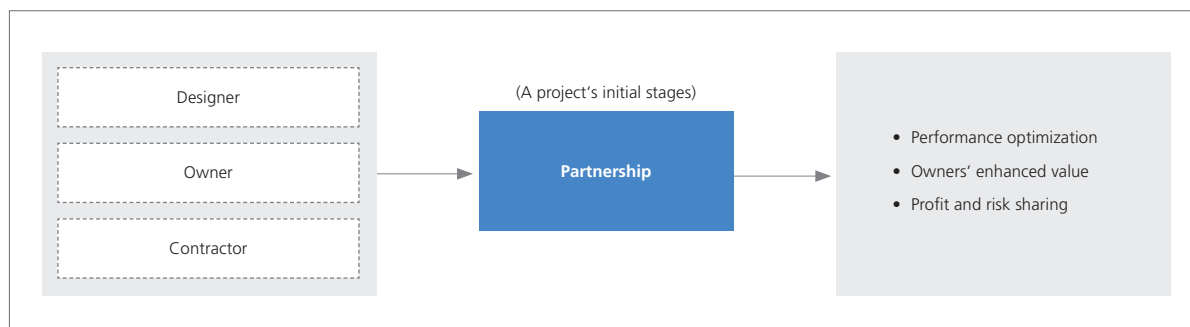 Designer
Owner
Contractor
(A project‘s initial stages)
Partnership
• Performance optimization
• Owners‘ enhanced value
• Profit and risk sharing